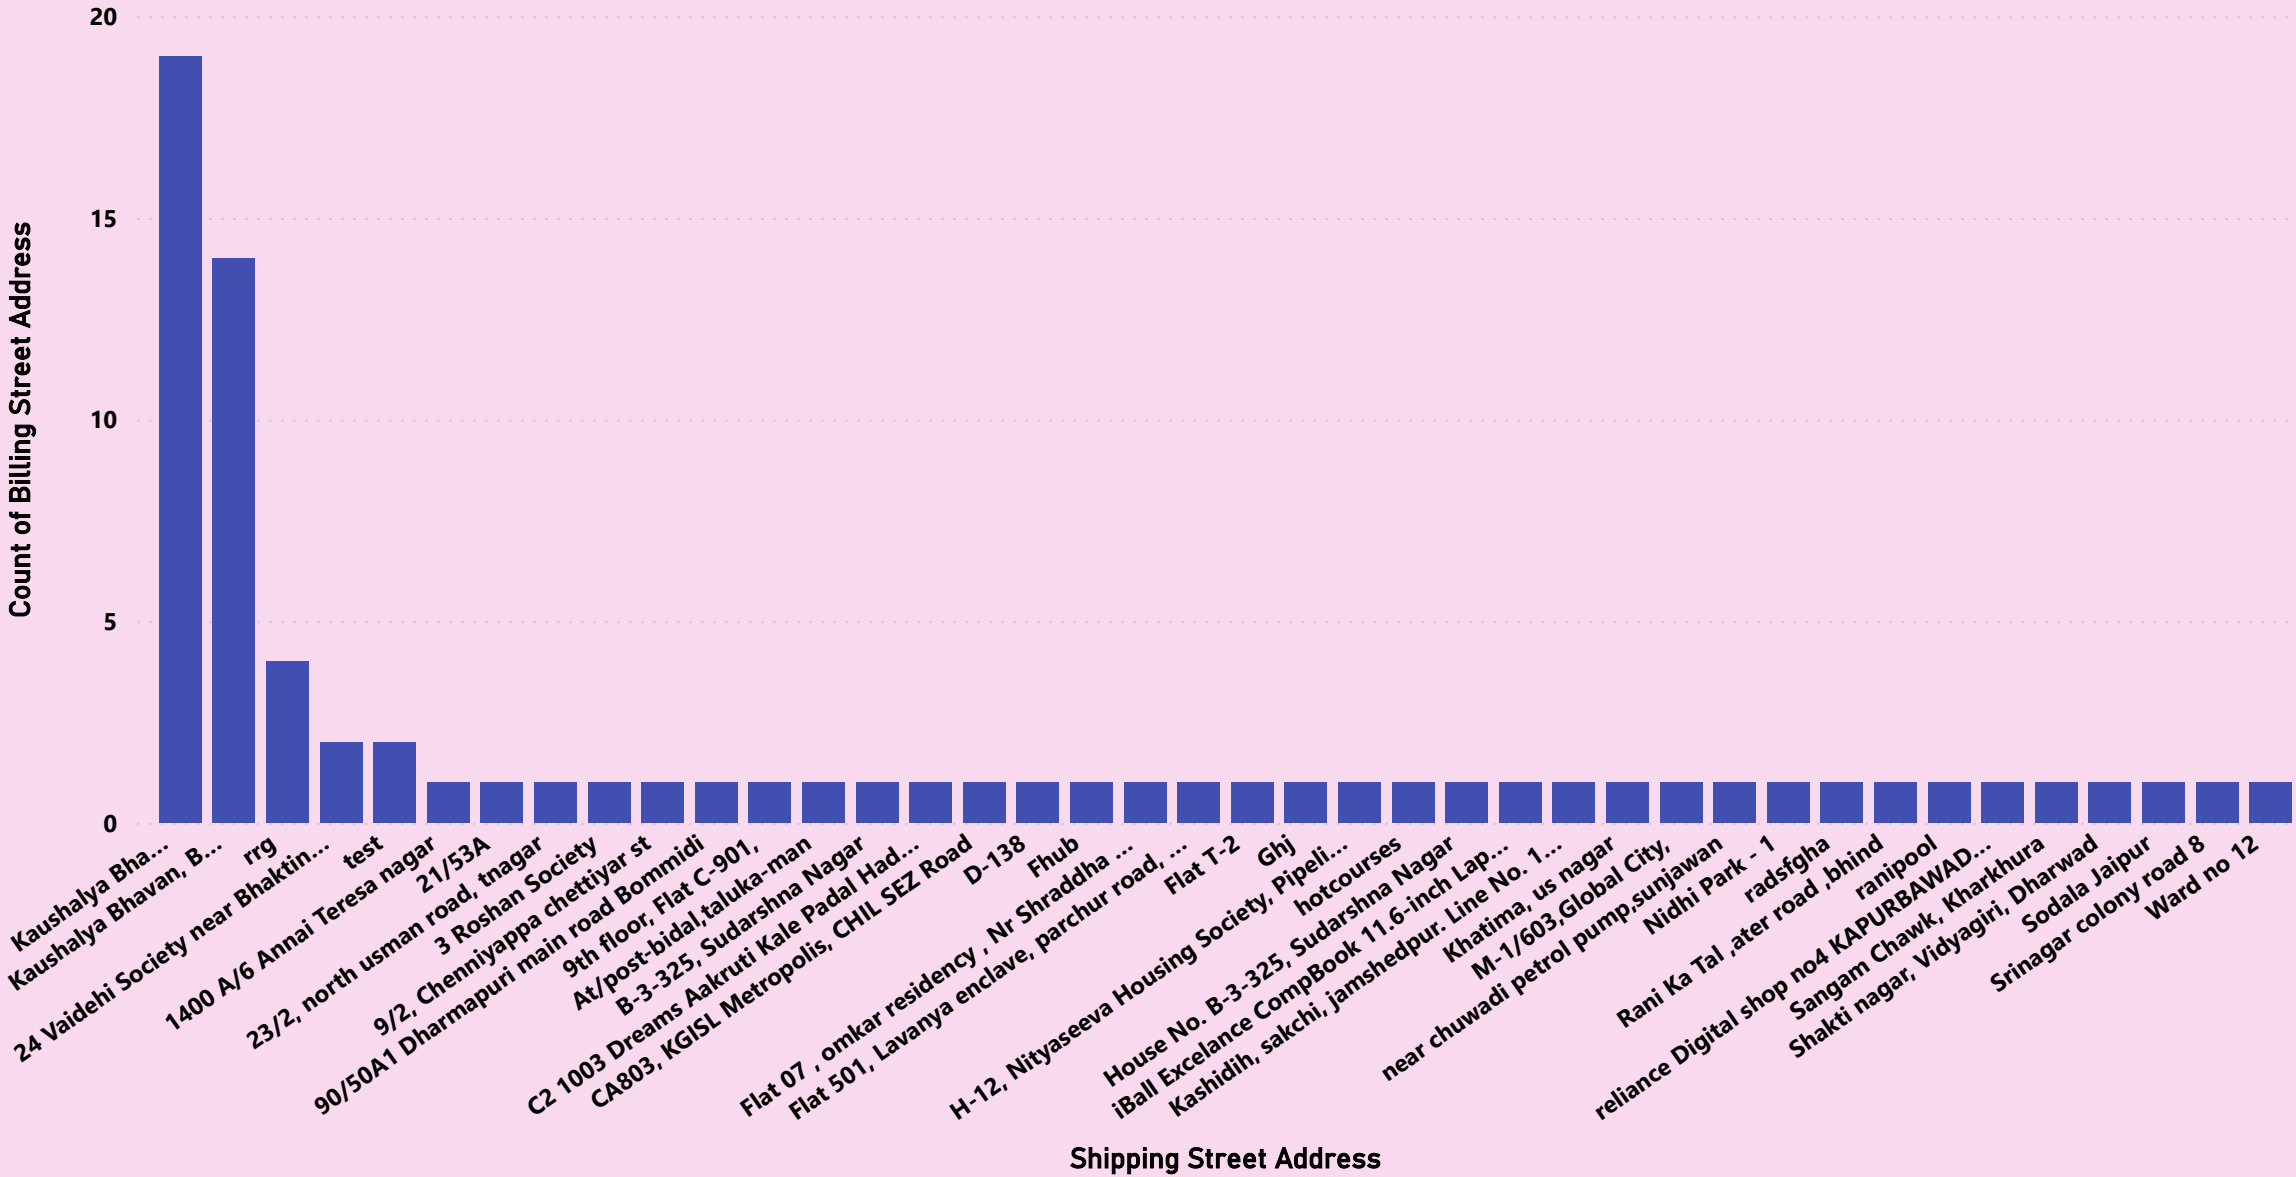 20
15
10
5
0
Count of Billing Street Address
Kaushalya Bha...
Kaushalya Bhavan, B...
rrg
24 Vaidehi Society near Bhaktin...
test
1400 A/6 Annai Teresa nagar
21/53A
23/2, north usman road, tnagar
3 Roshan Society
9/2, Chenniyappa chettiyar st
90/50A1 Dharmapuri main road Bommidi
9th floor, Flat C-901,
At/post-bidal,taluka-man
B-3-325, Sudarshna Nagar
C2 1003 Dreams Aakruti Kale Padal Had...
CA803, KGISL Metropolis, CHIL SEZ Road
D-138
Fhub
Flat 07 , omkar residency , Nr Shraddha ...
Flat 501, Lavanya enclave, parchur road, ...
Flat T-2
Ghj
H-12, Nityaseeva Housing Society, Pipeli...
hotcourses
House No. B-3-325, Sudarshna Nagar
iBall Excelance CompBook 11.6-inch Lap...
Kashidih, sakchi, jamshedpur. Line No. 1...
Khatima, us nagar
M-1/603,Global City,
near chuwadi petrol pump,sunjawan
Nidhi Park - 1
radsfgha
Rani Ka Tal ,ater road ,bhind
ranipool
reliance Digital shop no4 KAPURBAWAD...
Sangam Chawk, Kharkhura
Shakti nagar, Vidyagiri, Dharwad
Sodala Jaipur
Srinagar colony road 8
Ward no 12
Shipping Street Address